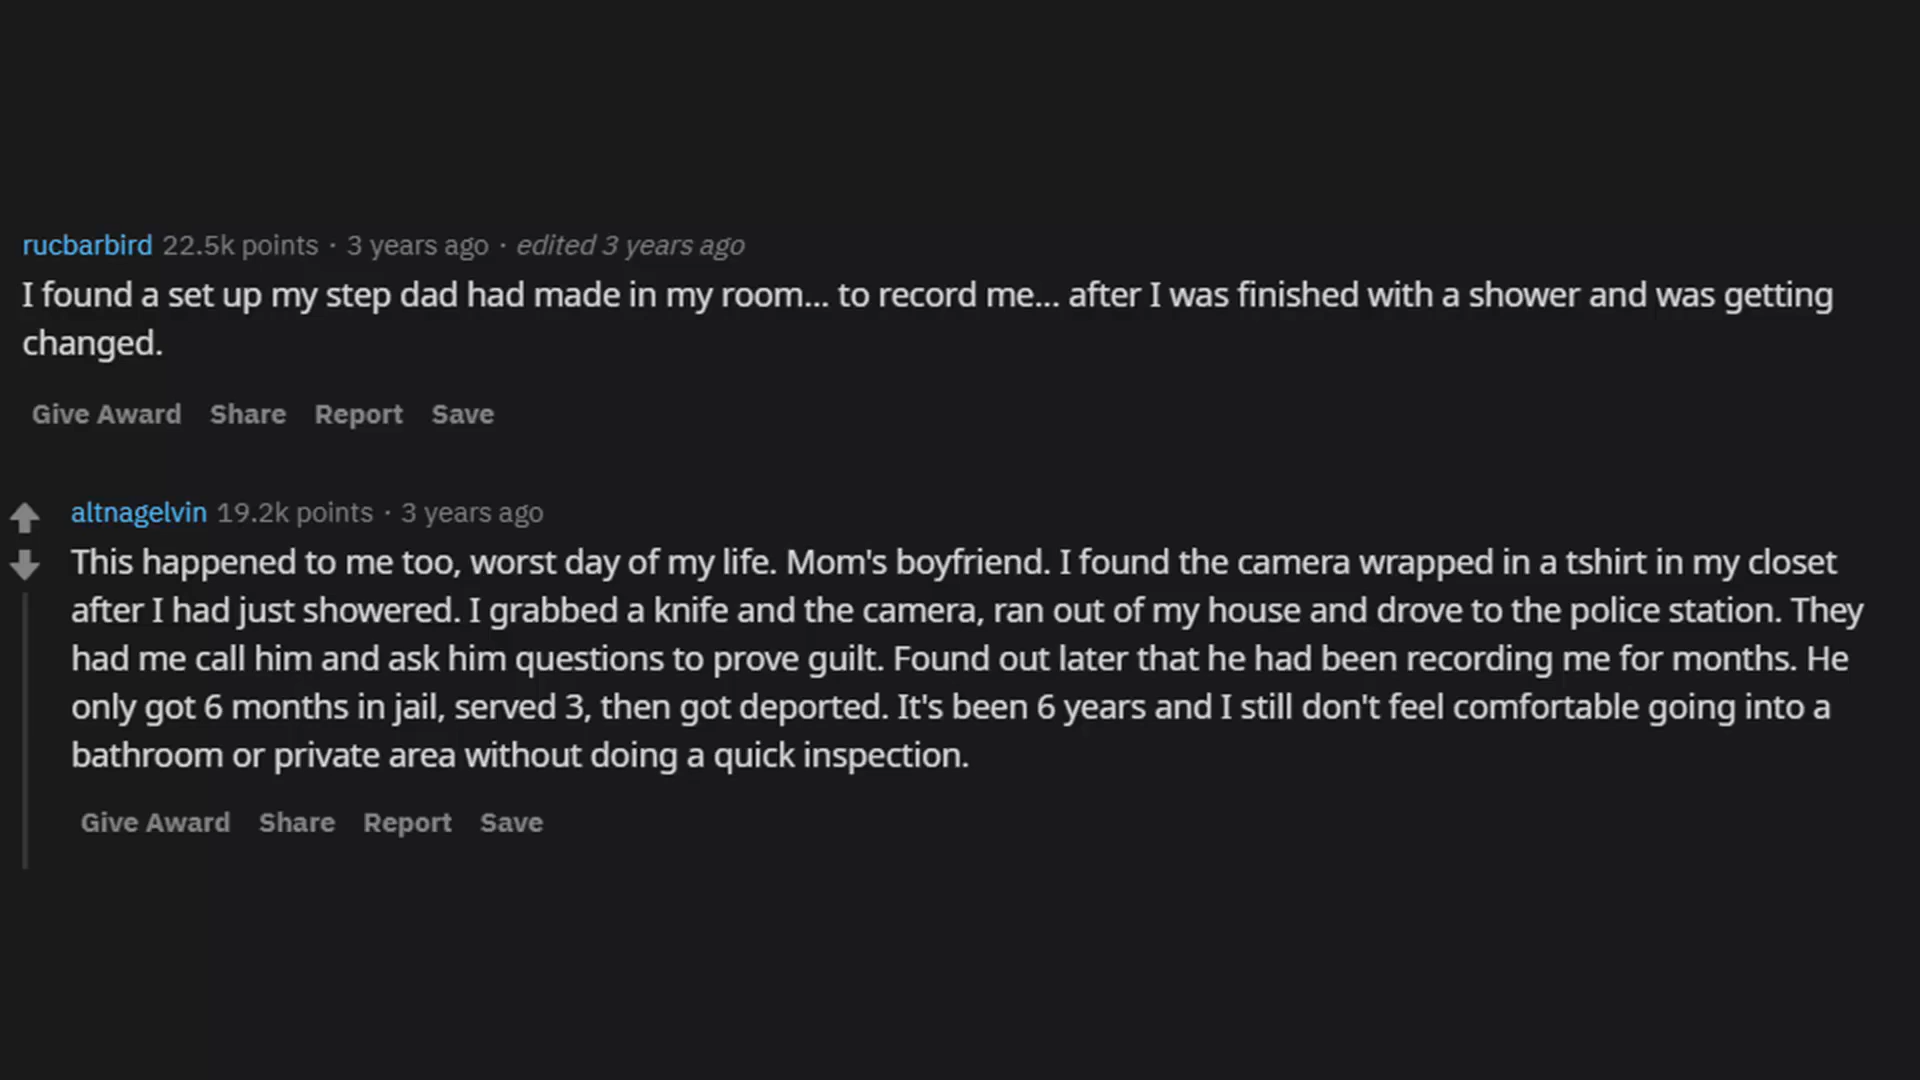 rucbarbird 22.5k points · 3 years ago · edited 3 years ago
I found a set up my step dad had made in my room... to record me... after I was finished with a shower and was getting
changed.
Give Award Share Report Save
altnagelvin 19.2k points · 3 years ago
This happened to me too, worst day of my life. Mom's boyfriend. I found the camera wrapped in a tshirt in my closet
after I had just showered. I grabbed a knife and the camera, ran out of my house and drove to the police station. They
had me call him and ask him questions to prove guilt. Found out later that he had been recording me for months. He
only got 6 months in jail, served 3, then got deported. It's been 6 years and I still don't feel comfortable going into a
bathroom or private area without doing a quick inspection.
Give Award Share Report Save